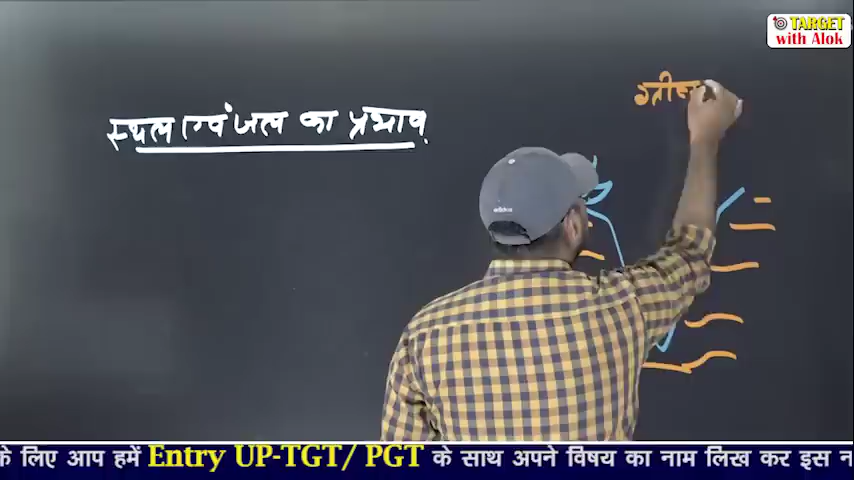 TARGET
with Alok
स्थल एवं जल का प्रभाव
के लिए आप हमें Entry UP-TGT/ PGT के साथ अपने विषय का नाम लिख कर इस न